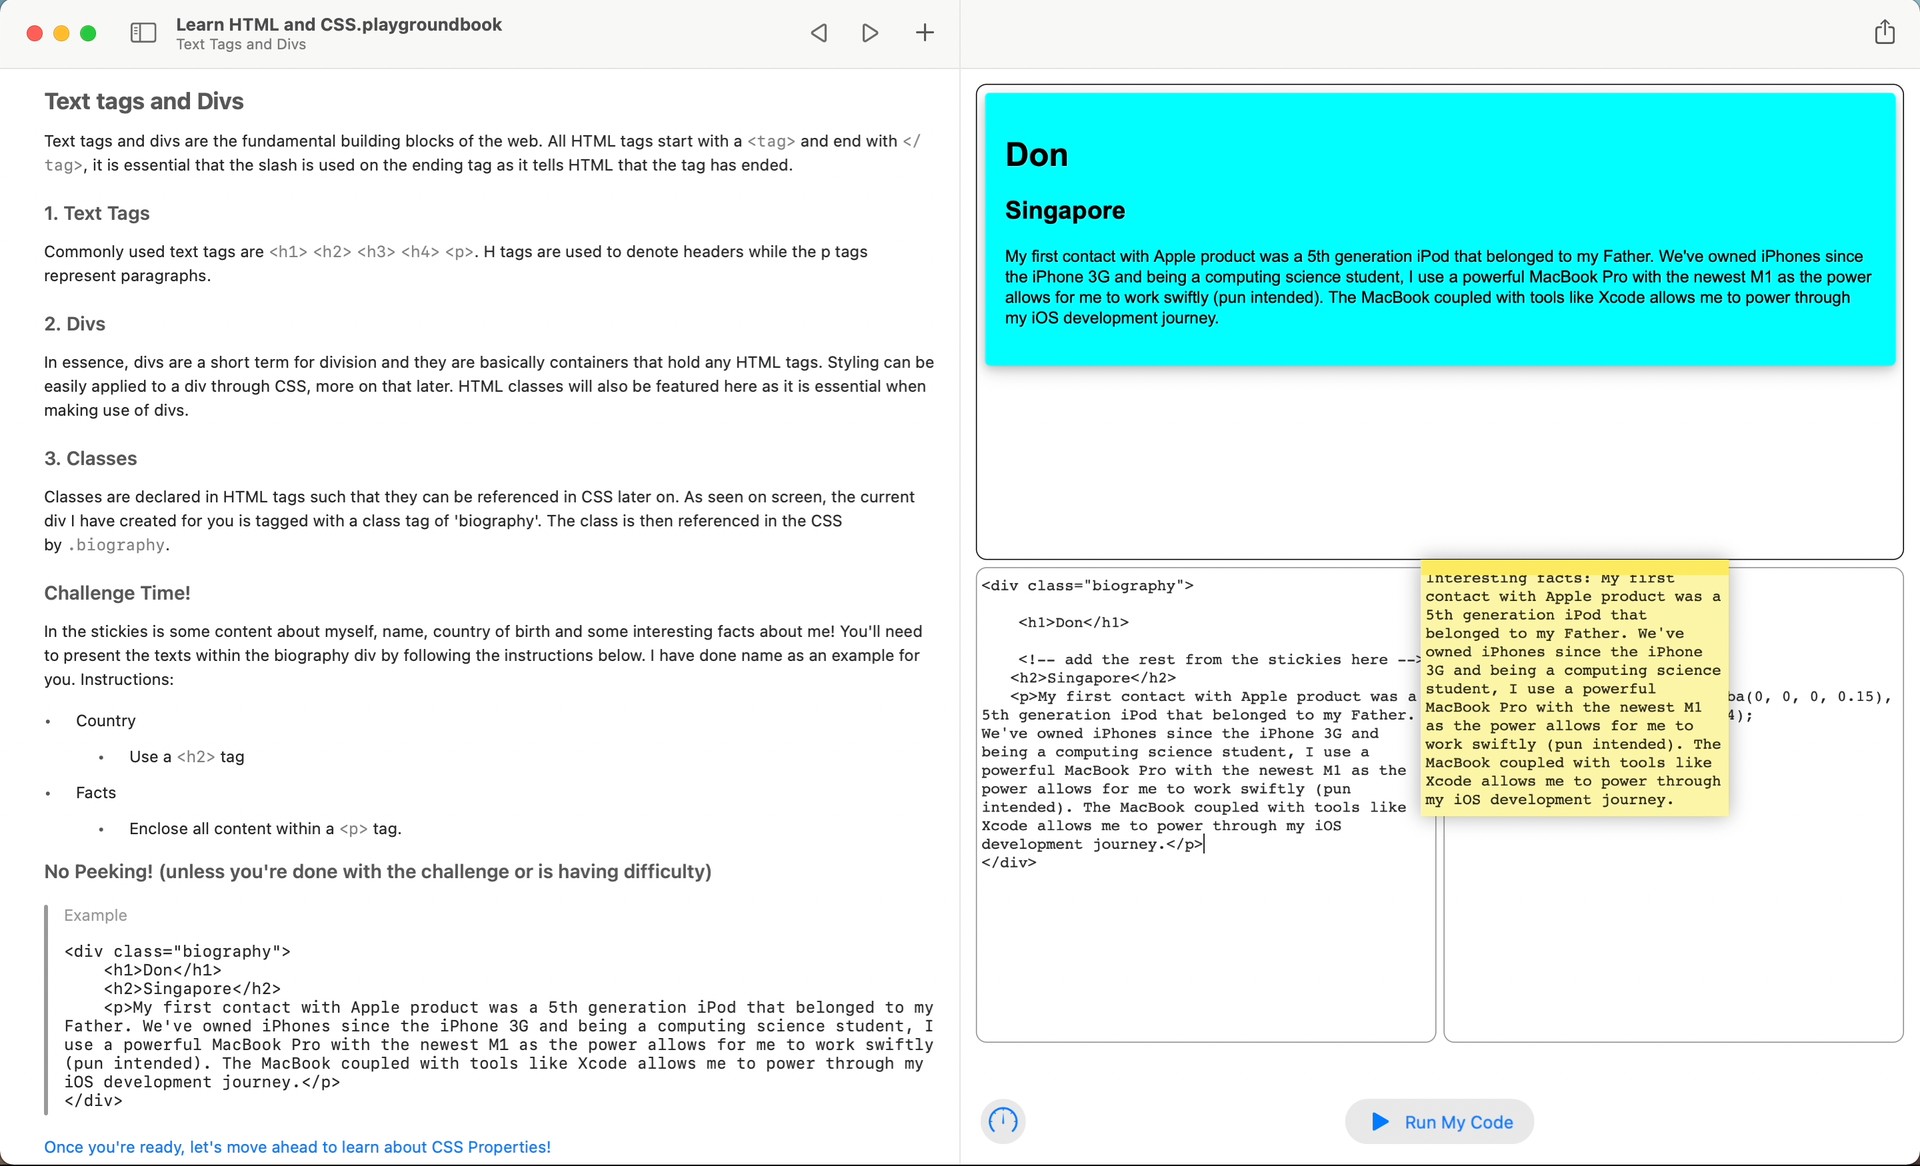 Learn HTML and CSS.playgroundbook
Text Tags and Divs
Text tags and Divs
Text tags and divs are the fundamental building blocks of the web. All HTML tags start with a <tag> and end with </
tag>, it is essential that the slash is used on the ending tag as it tells HTML that the tag has ended.
1. Text Tags
Commonly used text tags are <h1> <h2> <h3> <h4> <p>. H tags are used to denote headers while the p tags
represent paragraphs.
2. Divs
In essence, divs are a short term for division and they are basically containers that hold any HTML tags. Styling can be
easily applied to a div through CSS, more on that later. HTML classes will also be featured here as it is essential when
making use of divs.
3. Classes
Classes are declared in HTML tags such that they can be referenced in CSS later on. As seen on screen, the current
div I have created for you is tagged with a class tag of 'biography'. The class is then referenced in the CSS
by .biography.
Challenge Time!
In the stickies is some content about myself, name, country of birth and some interesting facts about me! You'll need
to present the texts within the biography div by following the instructions below. I have done name as an example for
you. Instructions:
• Country
• Use a <h2> tag
• Facts
• Enclose all content within a <p> tag.
No Peeking! (unless you're done with the challenge or is having difficulty)
Example
<div class="biography">
    <h1>Don</h1>
    <h2>Singapore</h2>
    <p>My first contact with Apple product was a 5th generation iPod that belonged to my
Father. We've owned iPhones since the iPhone 3G and being a computing science student, I
use a powerful MacBook Pro with the newest M1 as the power allows for me to work swiftly
(pun intended). The MacBook coupled with tools like Xcode allows me to power through my
iOS development journey.</p>
</div>
Once you're ready, let's move ahead to learn about CSS Properties!
Don
Singapore
My first contact with Apple product was a 5th generation iPod that belonged to my Father. We've owned iPhones since
the iPhone 3G and being a computing science student, I use a powerful MacBook Pro with the newest M1 as the power
allows for me to work swiftly (pun intended). The MacBook coupled with tools like Xcode allows me to power through
my iOS development journey.
<div class="biography">
    <h1>Don</h1>
    <!-- add the rest from the stickies here -->
   <h2>Singapore</h2>
   <p>My first contact with Apple product was a
5th generation iPod that belonged to my Father.
We've owned iPhones since the iPhone 3G and
being a computing science student, I use a
powerful MacBook Pro with the newest M1 as the
power allows for me to work swiftly (pun
intended). The MacBook coupled with tools like
Xcode allows me to power through my iOS
development journey.</p>
</div>
Interesting facts: My first
contact with Apple product was a
5th generation iPod that
belonged to my Father. We've
owned iPhones since the iPhone
3G and being a computing science
student, I use a powerful
MacBook Pro with the newest M1
as the power allows for me to
work swiftly (pun intended). The
MacBook coupled with tools like
Xcode allows me to power through
my iOS development journey.
ba(0, 0, 0, 0.15),
4);
Run My Code